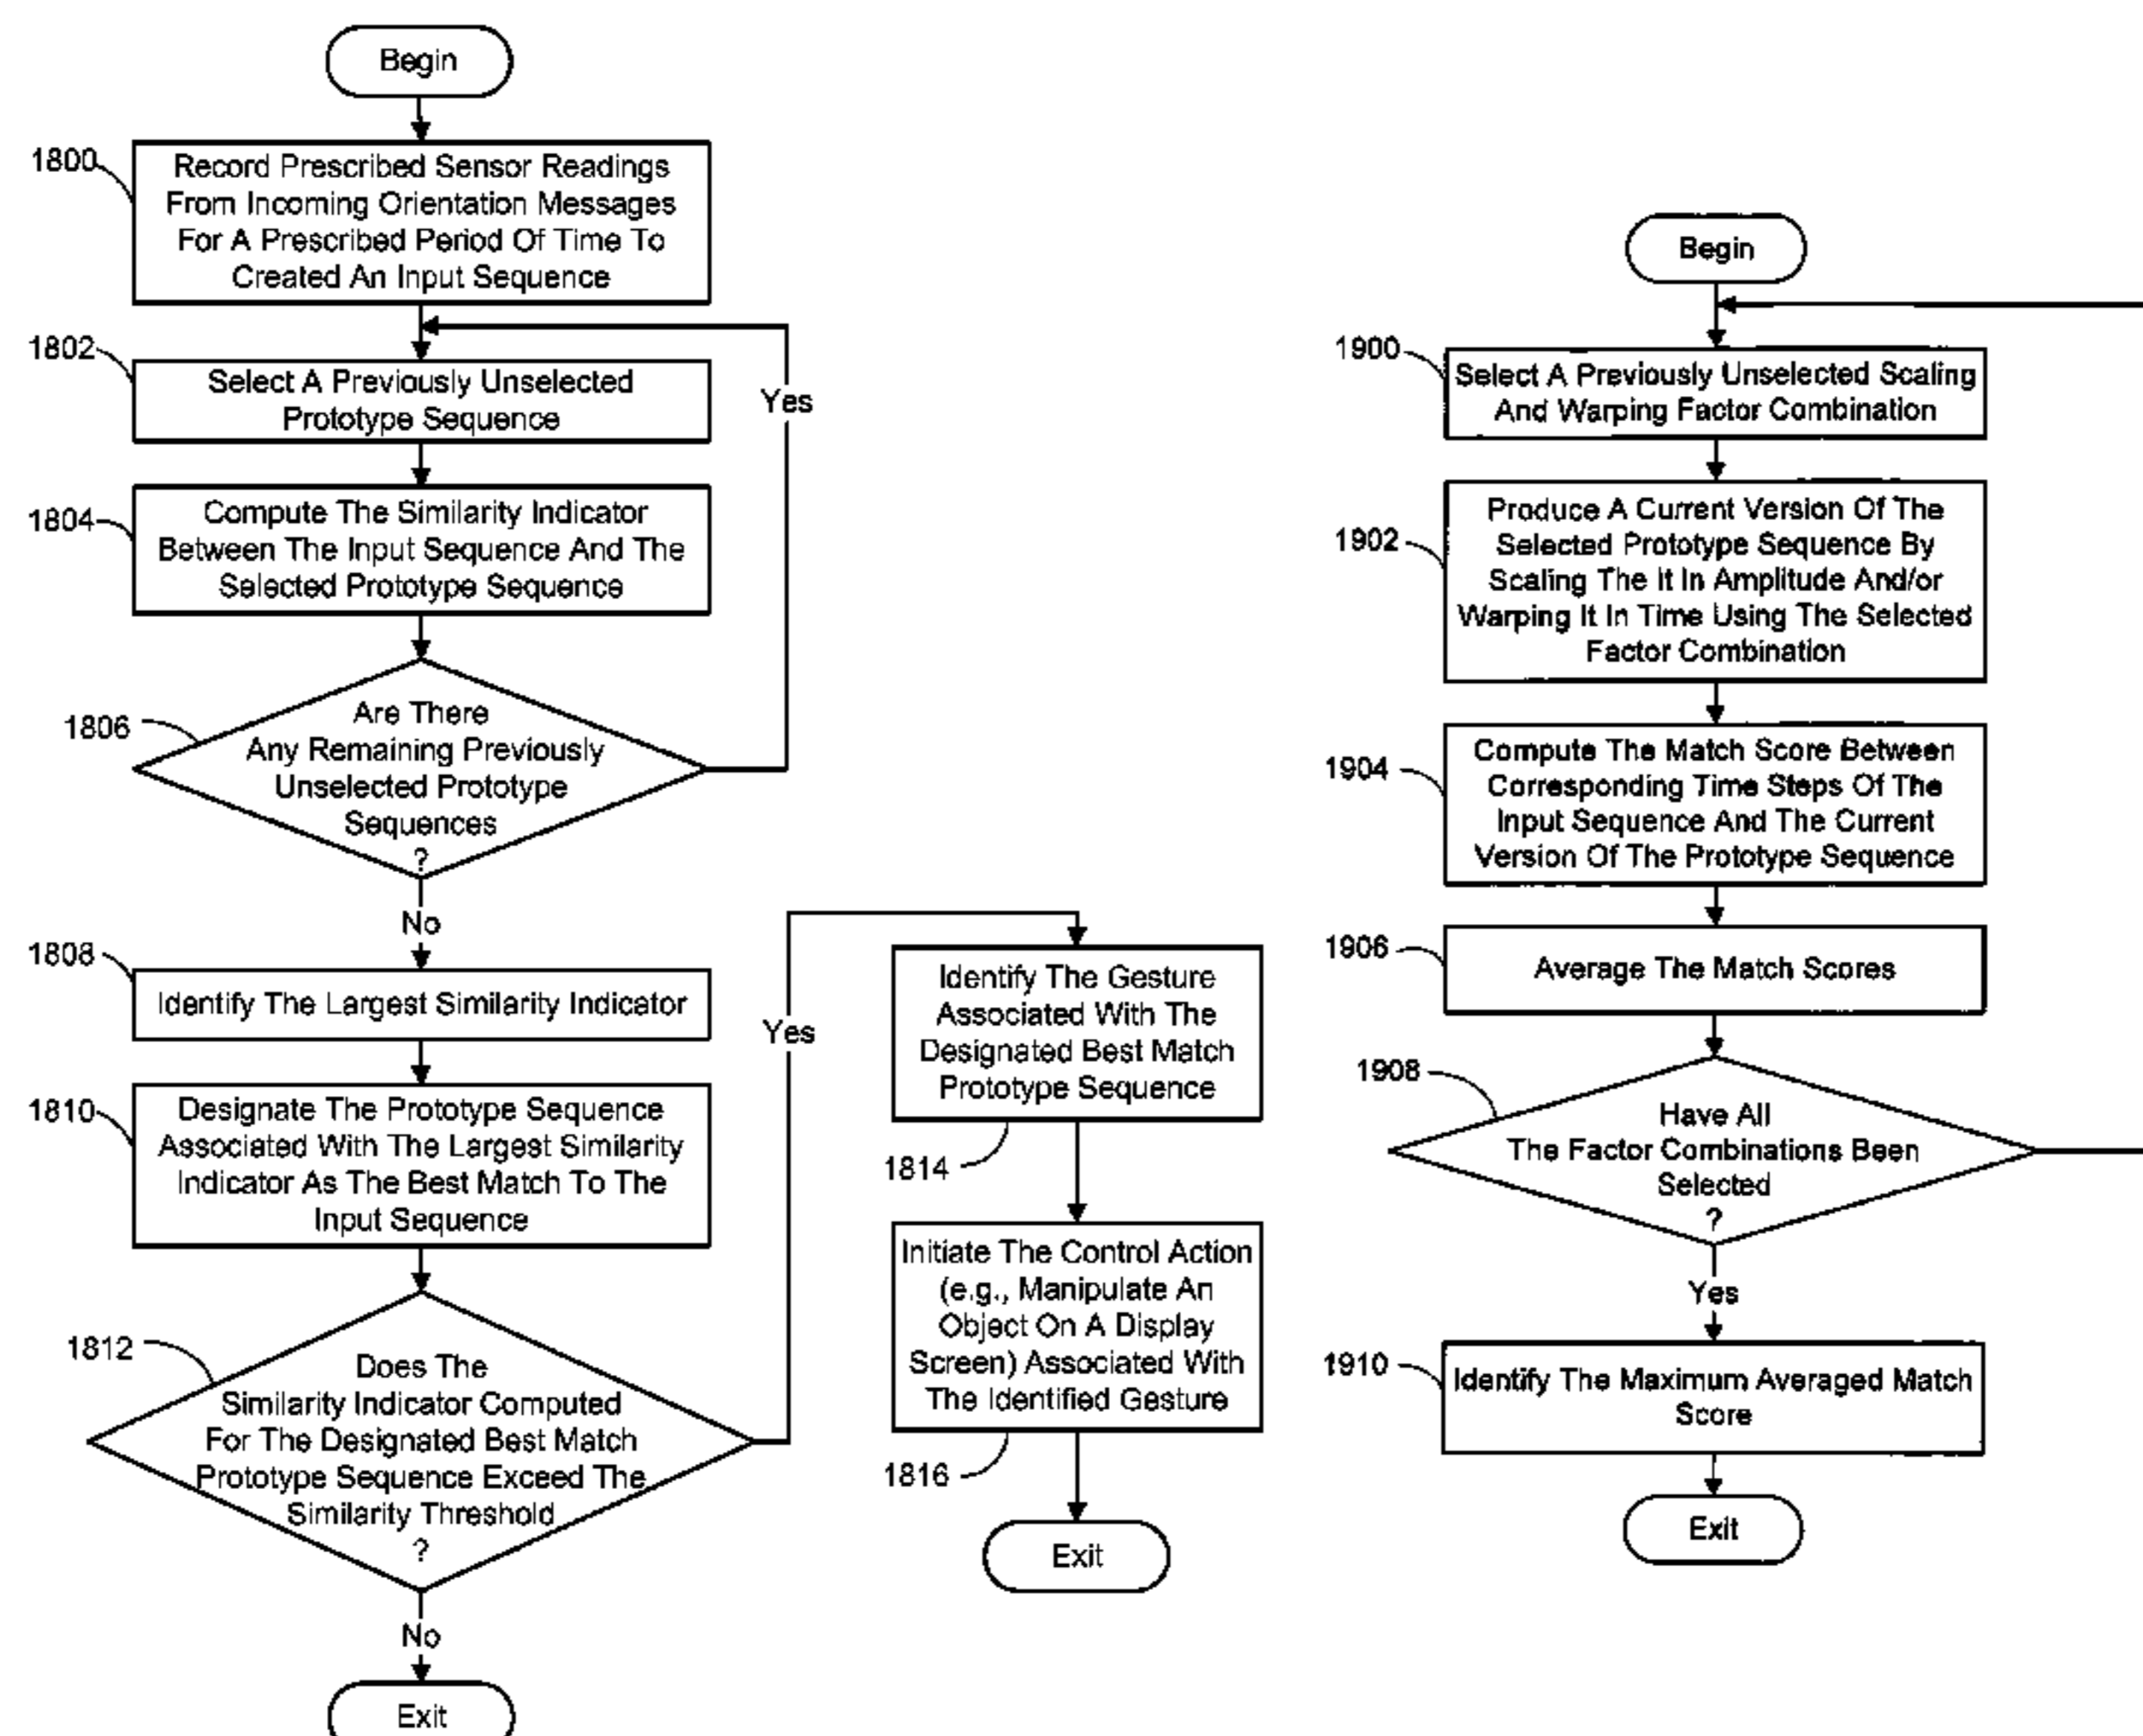 Begin
1800
Record Prescribed Sensor Readings
From Incoming Orientation Messages
For A Prescribed Period Of Time To
Created An Input Sequence
1802
Select A Previously Unselected
Prototype Sequence
Yes
1804
Compute The Similarity Indicator
Between The Input Sequence And The
Selected Prototype Sequence
1806
Are There
Any Remaining Previously
Unselected Prototype
Sequences
?
No
1808
Identify The Largest Similarity Indicator
1810
Designate The Prototype Sequence
Associated With The Largest Similarity
Indicator As The Best Match To The
Input Sequence
1812
Does The
Similarity Indicator Computed
For The Designated Best Match
Prototype Sequence Exceed The
Similarity Threshold
?
No
Exit
Yes
Identify The Gesture
Associated With The
Designated Best Match
Prototype Sequence
1814
Initiate The Control Action
(e.g., Manipulate An
Object On A Display
Screen) Associated With
The Identified Gesture
1816
Exit
Begin
1900
Select A Previously Unselected Scaling
And Warping Factor Combination
1902
Produce A Current Version Of The
Selected Prototype Sequence By
Scaling The It In Amplitude And/or
Warping It In Time Using The Selected
Factor Combination
1904
Compute The Match Score Between
Corresponding Time Steps Of The
Input Sequence And The Current
Version Of The Prototype Sequence
1906
Average The Match Scores
1908
Have All
The Factor Combinations Been
Selected
?
Yes
1910
Identify The Maximum Averaged Match
Score
Exit